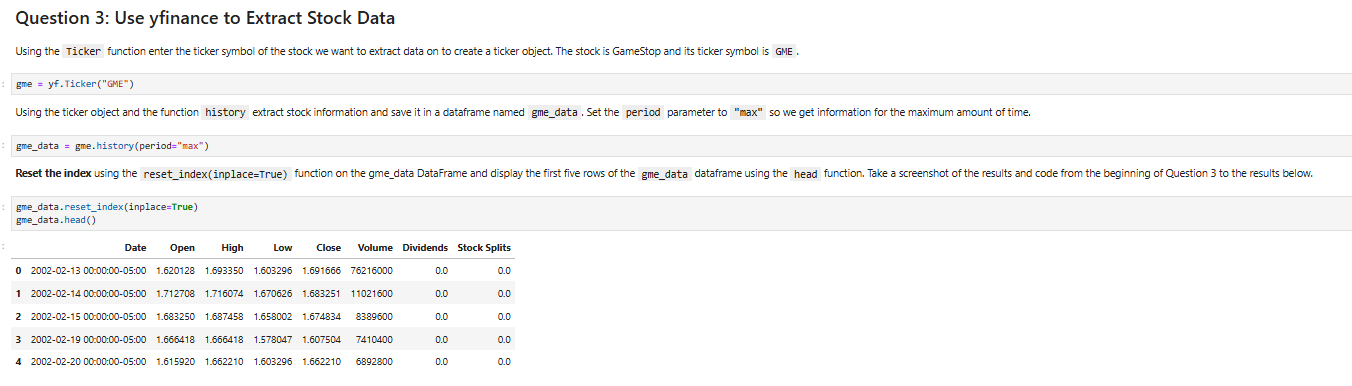 Question 3: Use yfinance to Extract Stock Data
Using the Ticker function enter the ticker symbol of the stock we want to extract data on to create a ticker object. The stock is GameStop and its ticker symbol is GME .
: gme = yf.Ticker("GME")
Using the ticker object and the function history extract stock information and save it in a dataframe named gme_data . Set the period parameter to "max" so we get information for the maximum amount of time.
: gme_data = gme.history(period="max")
Reset the index using the reset_index(inplace=True) function on the gme_data DataFrame and display the first five rows of the gme_data dataframe using the head function. Take a screenshot of the results and code from the beginning of Question 3 to the results below.
: gme_data.reset_index(inplace=True)
gme_data.head()
: Date Open High Low Close Volume Dividends Stock Splits
0 2002-02-13 00:00:00-05:00 1.620128 1.693350 1.603296 1.691666 76216000 0.0 0.0
1 2002-02-14 00:00:00-05:00 1.712708 1.716074 1.670626 1.683251 11021600 0.0 0.0
2 2002-02-15 00:00:00-05:00 1.683250 1.687458 1.658002 1.674834 8389600 0.0 0.0
3 2002-02-19 00:00:00-05:00 1.666418 1.666418 1.578047 1.607504 7410400 0.0 0.0
4 2002-02-20 00:00:00-05:00 1.615920 1.662210 1.603296 1.662210 6892800 0.0 0.0